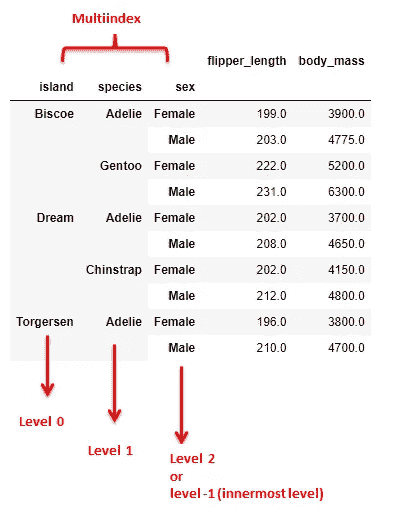 Multiindex
flipper_length body_mass
island species sex
Biscoe Adelie Female 199.0 3900.0
Male 203.0 4775.0
Gentoo Female 222.0 5200.0
Male 231.0 6300.0
Dream Adelie Female 202.0 3700.0
Male 208.0 4650.0
Chinstrap Female 202.0 4150.0
Male 212.0 4800.0
Torgersen Adelie Female 196.0 3800.0
Male 210.0 4700.0
Level 0
Level 1
Level 2
or
level -1 (innermost level)